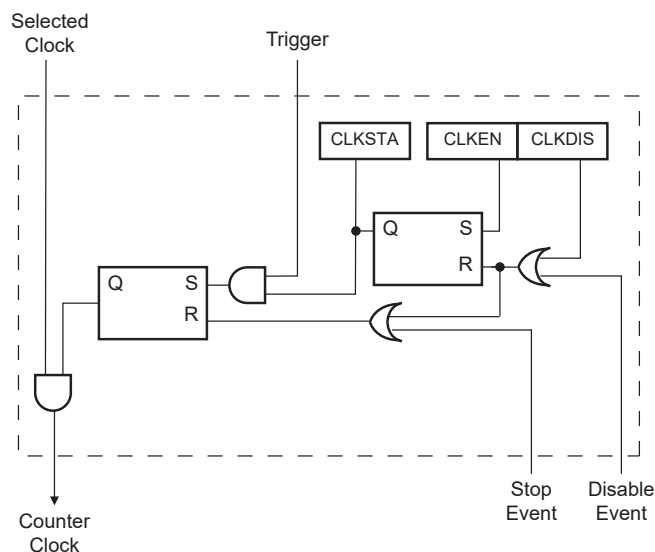 Selected
Clock
Trigger
CLKSTA
CLKEN
CLKDIS
Q
S
R
Q
S
R
Stop
Event
Disable
Event
Counter
Clock